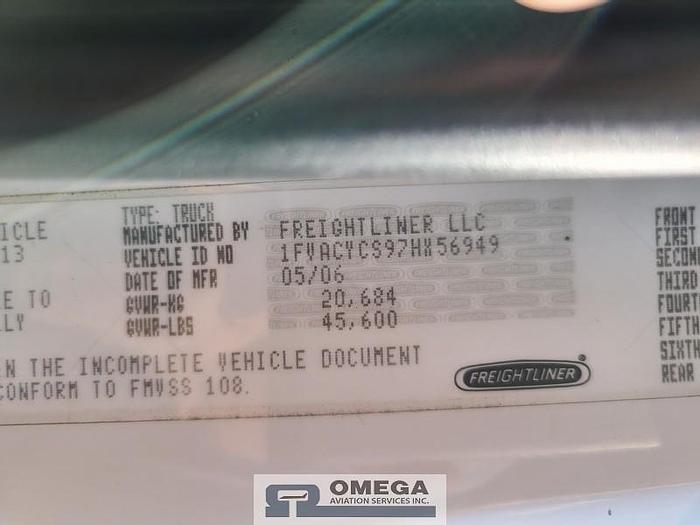 TYPE: TRUCK
ICLE MANUFACTURED BY FREIGHTLINER LLC FRONT
13 VEHICLE ID NO 1FVACYCS97HX56949 FIRST
DATE OF MFR 05/06 SECOND
E TO GVWR-KG 20,684 THIRD
LLY GVWR-LBS 45,600 FOURT
FIFTH
N THE INCOMPLETE VEHICLE DOCUMENT SIXTH
CONFORM TO FMVSS 108. REAR
FREIGHTLINER®
OMEGA
AVIATION SERVICES INC.